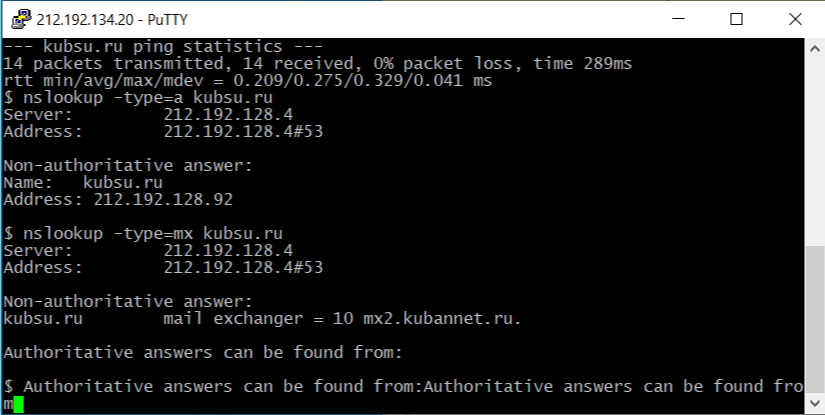 212.192.134.20 - PuTTY
--- kubsu.ru ping statistics ---
14 packets transmitted, 14 received, 0% packet loss, time 289ms
rtt min/avg/max/mdev = 0.209/0.275/0.329/0.041 ms
$ nslookup -type=a kubsu.ru
Server:         212.192.128.4
Address:        212.192.128.4#53
Non-authoritative answer:
Name:   kubsu.ru
Address: 212.192.128.92
$ nslookup -type=mx kubsu.ru
Server:         212.192.128.4
Address:        212.192.128.4#53
Non-authoritative answer:
kubsu.ru        mail exchanger = 10 mx2.kubannet.ru.
Authoritative answers can be found from:
$ Authoritative answers can be found from:Authoritative answers can be found fro
m